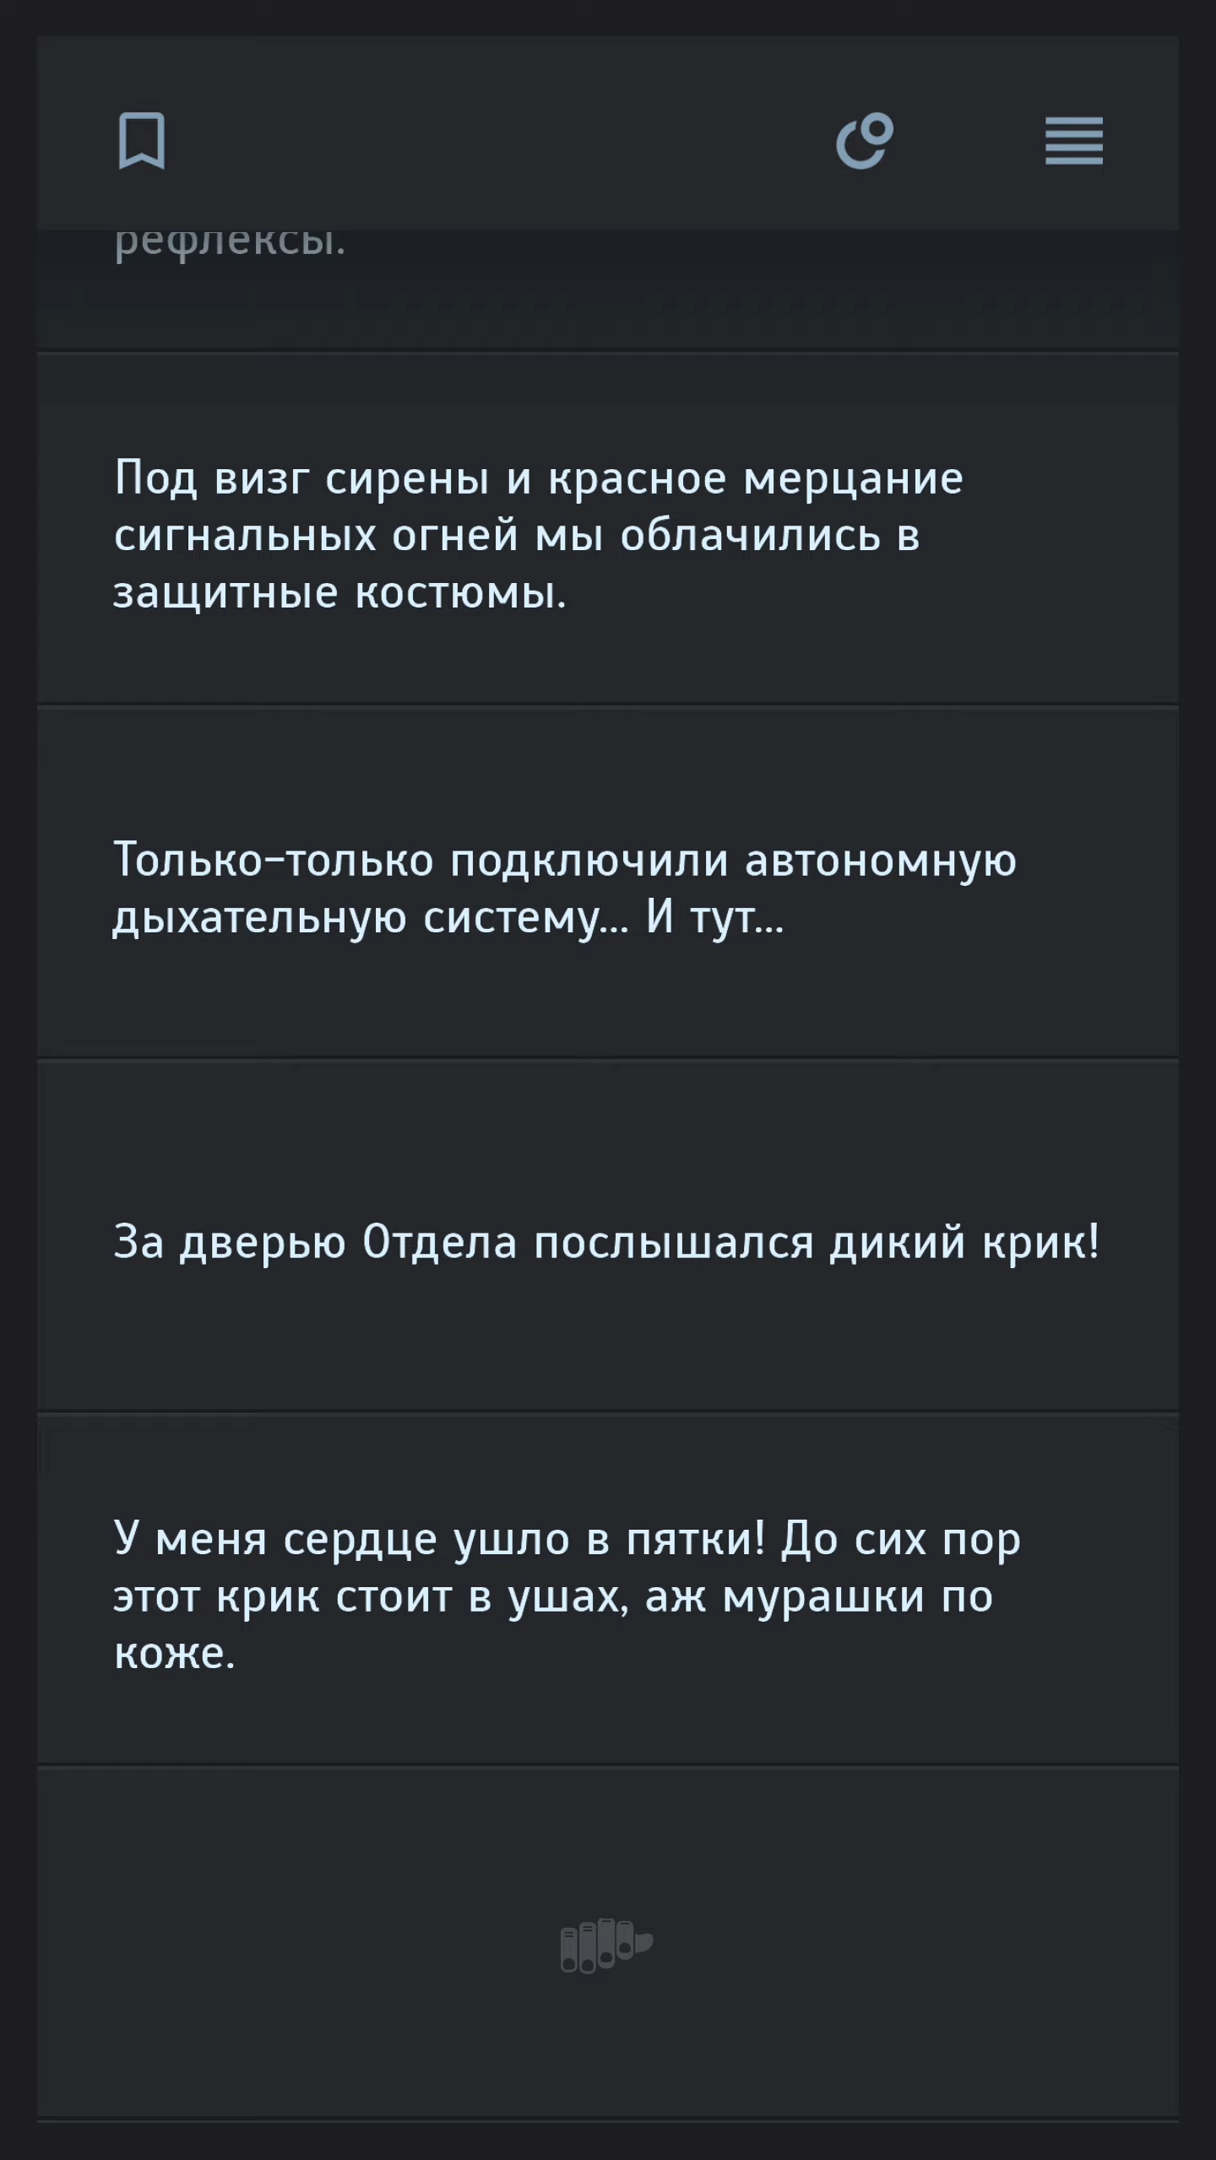 рефлексы.
Под визг сирены и красное мерцание
сигнальных огней мы облачились в
защитные костюмы.
Только-только подключили автономную
дыхательную систему... И тут...
За дверью Отдела послышался дикий крик!
У меня сердце ушло в пятки! До сих пор
этот крик стоит в ушах, аж мурашки по
коже.